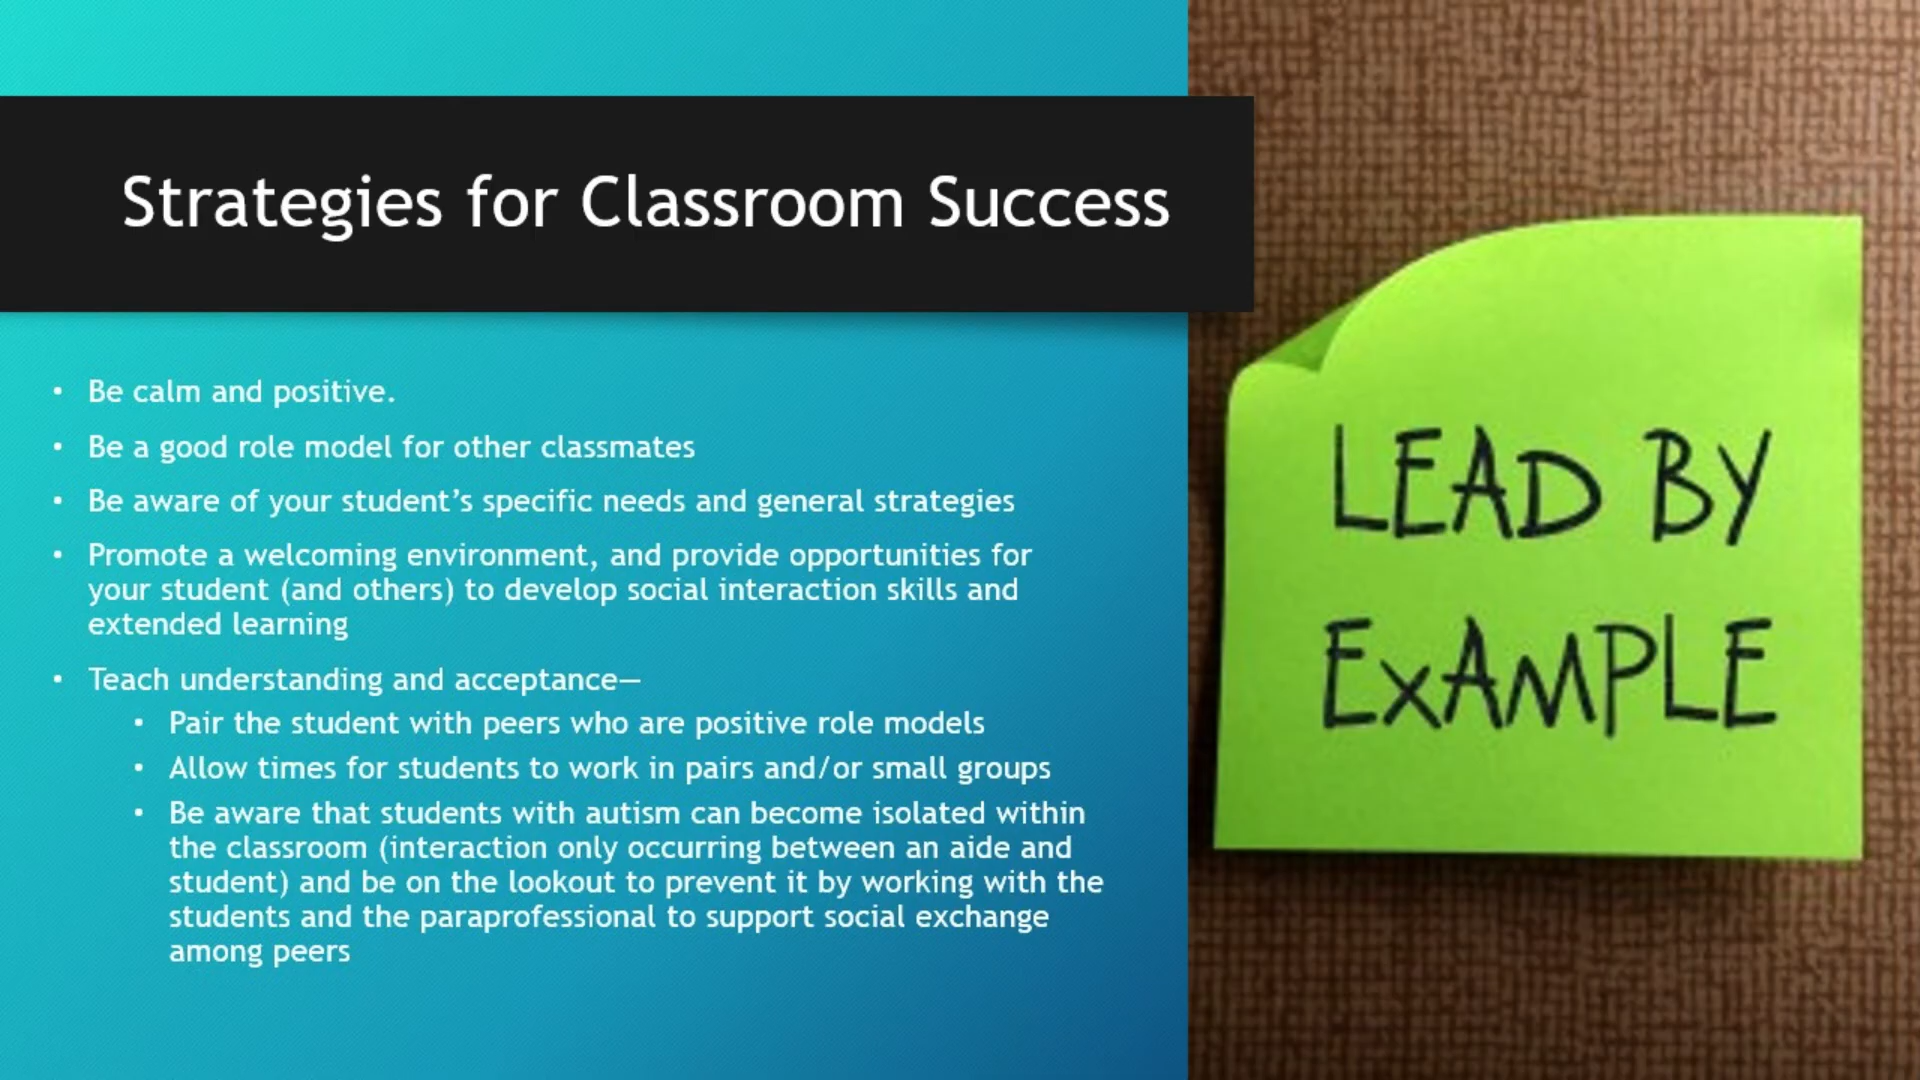 Strategies for Classroom Success
• Be calm and positive.
• Be a good role model for other classmates
• Be aware of your student’s specific needs and general strategies
• Promote a welcoming environment, and provide opportunities for
your student (and others) to develop social interaction skills and
extended learning
• Teach understanding and acceptance—
• Pair the student with peers who are positive role models
• Allow times for students to work in pairs and/or small groups
• Be aware that students with autism can become isolated within
the classroom (interaction only occurring between an aide and
student) and be on the lookout to prevent it by working with the
students and the paraprofessional to support social exchange
among peers
LEAD BY
ExAMPLE